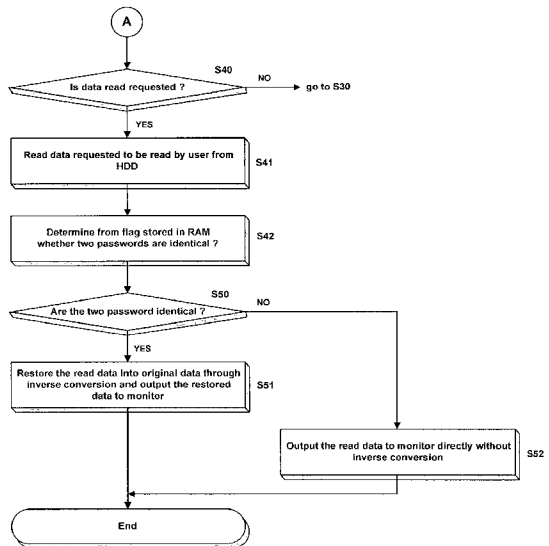 A
S40
Is data read requested ?
NO
go to S30
YES
Read data requested to be read by user from
HDD
S41
Determine from flag stored in RAM
whether two passwords are identical ?
S42
S50
Are the two password identical ?
NO
YES
Restore the read data into original data through
inverse conversion and output the restored
data to monitor
S51
Output the read data to monitor directly without
inverse conversion
S52
End